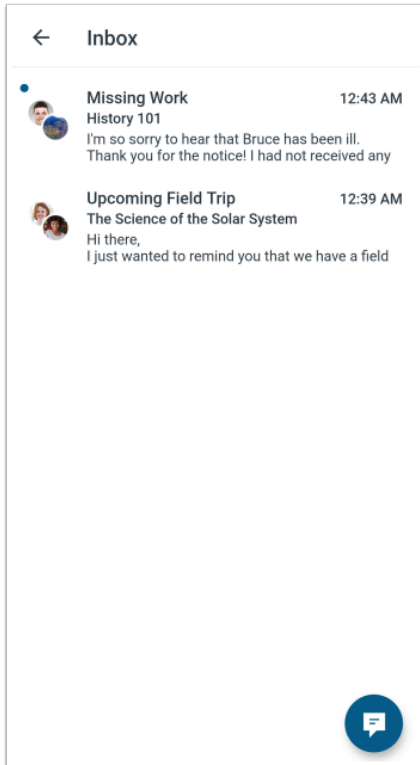 Inbox
Missing Work 12:43 AM
History 101
I'm so sorry to hear that Bruce has been ill.
Thank you for the notice! I had not received any
Upcoming Field Trip 12:39 AM
The Science of the Solar System
Hi there,
I just wanted to remind you that we have a field